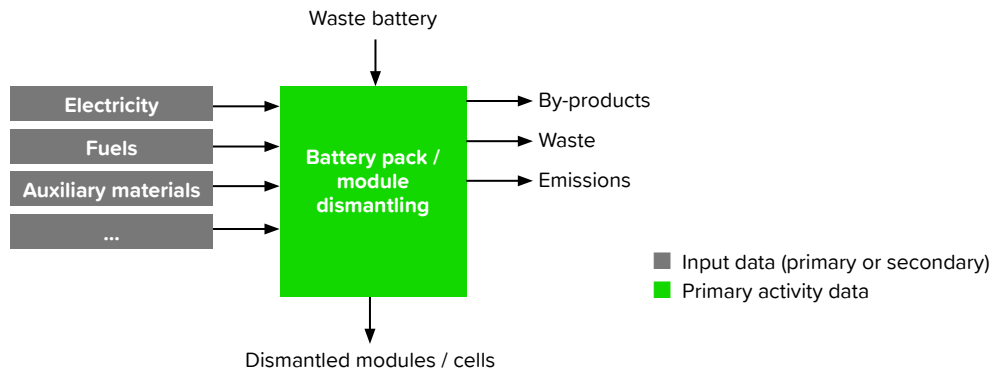 Waste battery
Electricity
Fuels
Auxiliary materials
...
Battery pack /
module
dismantling
By-products
Waste
Emissions
Input data (primary or secondary)
Primary activity data
Dismantled modules / cells